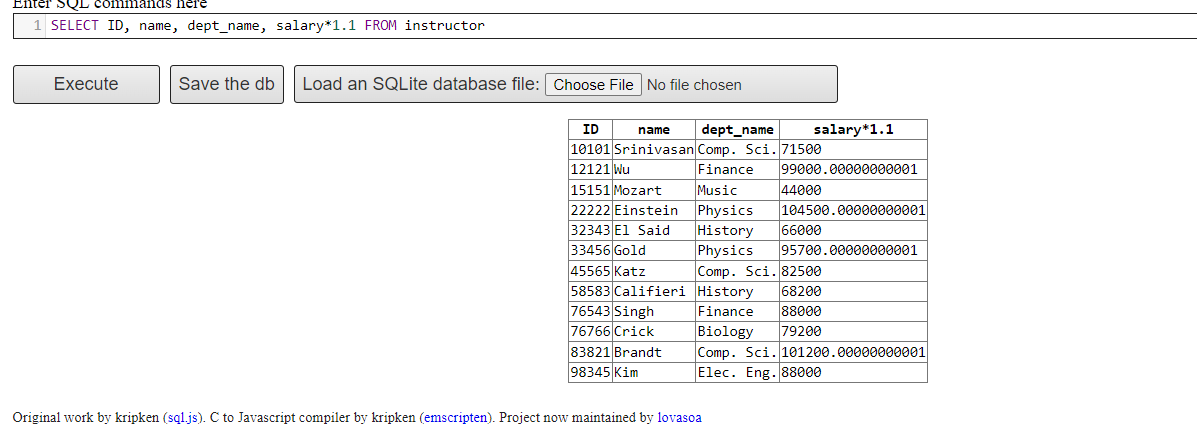 Enter SQL commands here
1 SELECT ID, name, dept_name, salary*1.1 FROM instructor
Execute Save the db Load an SQLite database file: Choose File No file chosen
ID name dept_name salary*1.1
10101 Srinivasan Comp. Sci. 71500
12121 Wu Finance 99000.00000000001
15151 Mozart Music 44000
22222 Einstein Physics 104500.00000000001
32343 El Said History 66000
33456 Gold Physics 95700.00000000001
45565 Katz Comp. Sci. 82500
58583 Califieri History 68200
76543 Singh Finance 88000
76766 Crick Biology 79200
83821 Brandt Comp. Sci. 101200.00000000001
98345 Kim Elec. Eng. 88000
Original work by kripken (sql.js). C to Javascript compiler by kripken (emscripten). Project now maintained by lovasoa